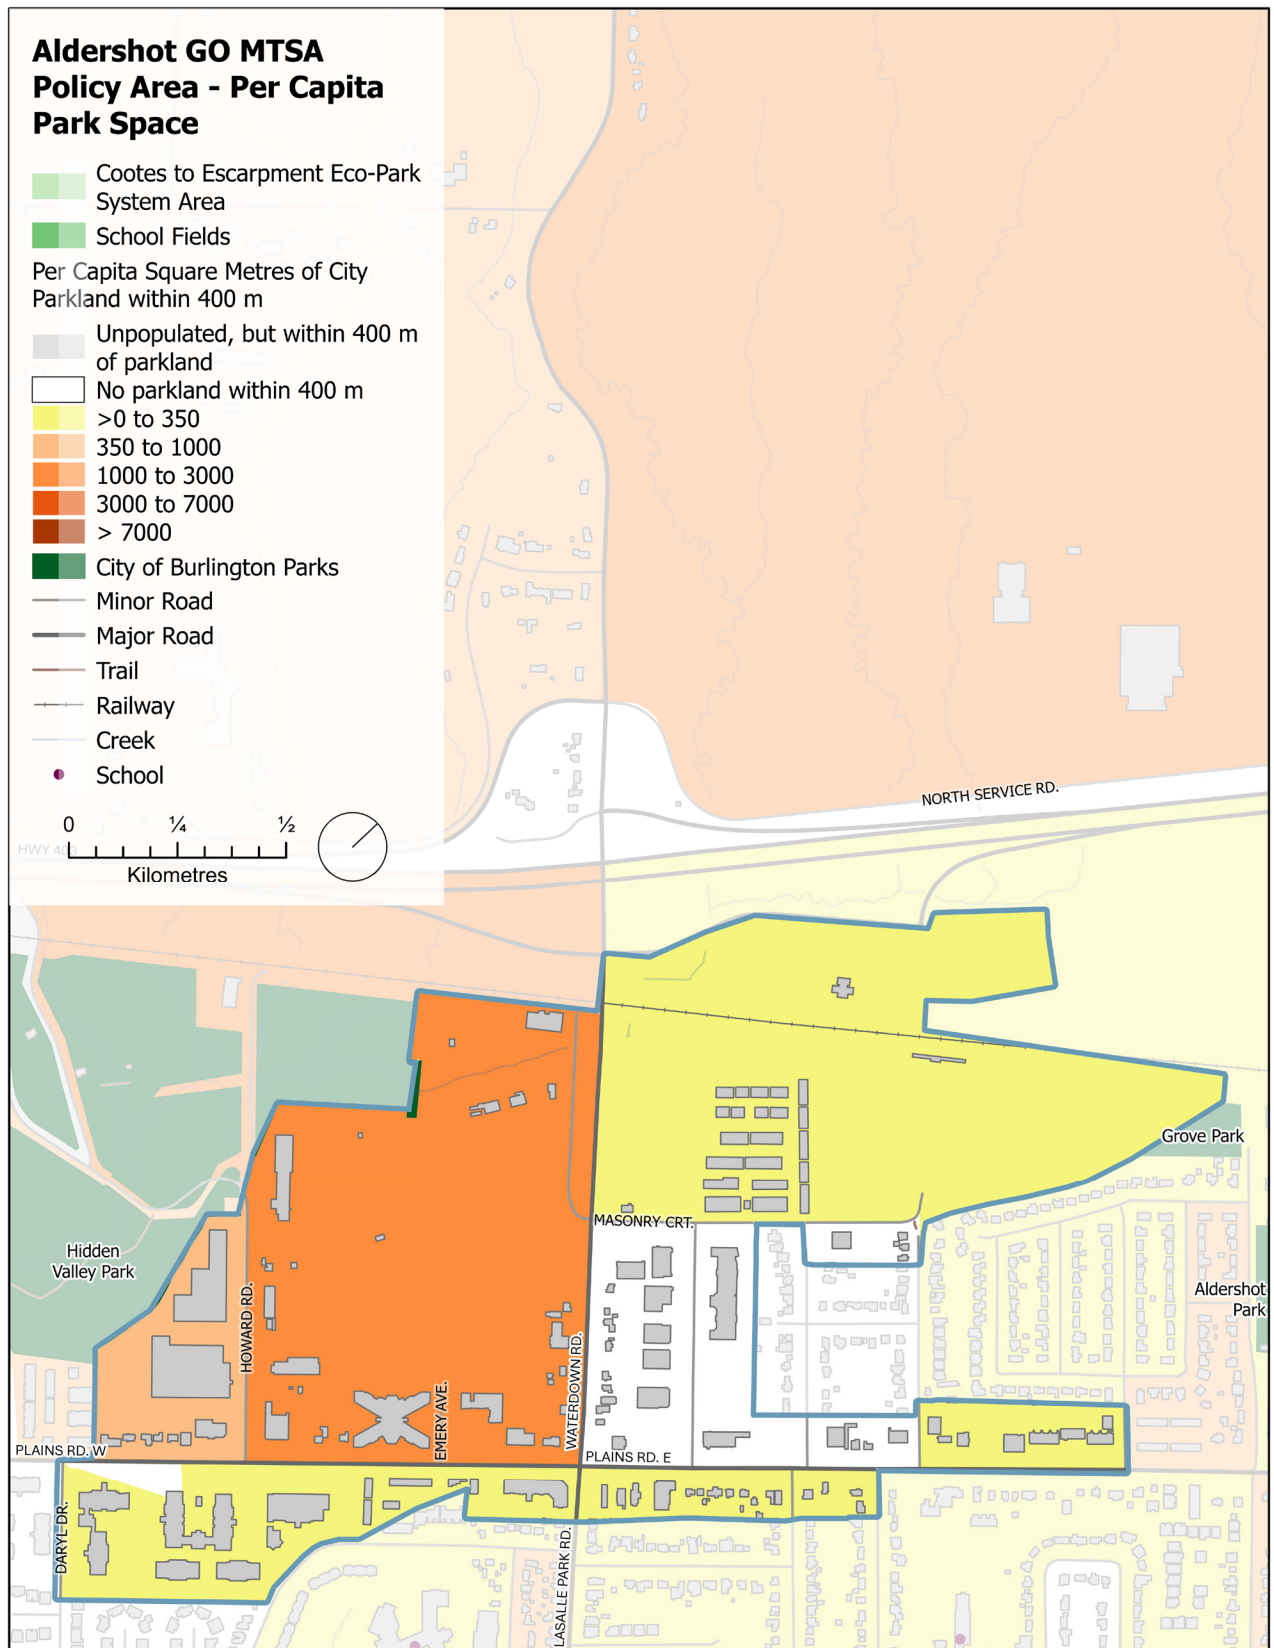 Aldershot GO MTSA
Policy Area - Per Capita
Park Space
Cootes to Escarpment Eco-Park
System Area
School Fields
Per Capita Square Metres of City
Parkland within 400 m
Unpopulated, but within 400 m
of parkland
No parkland within 400 m
>0 to 350
350 to 1000
1000 to 3000
3000 to 7000
> 7000
City of Burlington Parks
Minor Road
Major Road
Trail
Railway
Creek
School
0 ¼ ½
Kilometres
HWY 403
NORTH SERVICE RD.
Grove Park
MASONRY CRT.
Hidden
Valley Park
Aldershot
Park
HOWARD RD.
EMERY AVE.
WATERDOWN RD.
PLAINS RD. W
PLAINS RD. E
DARYL DR.
LASALLE PARK RD.